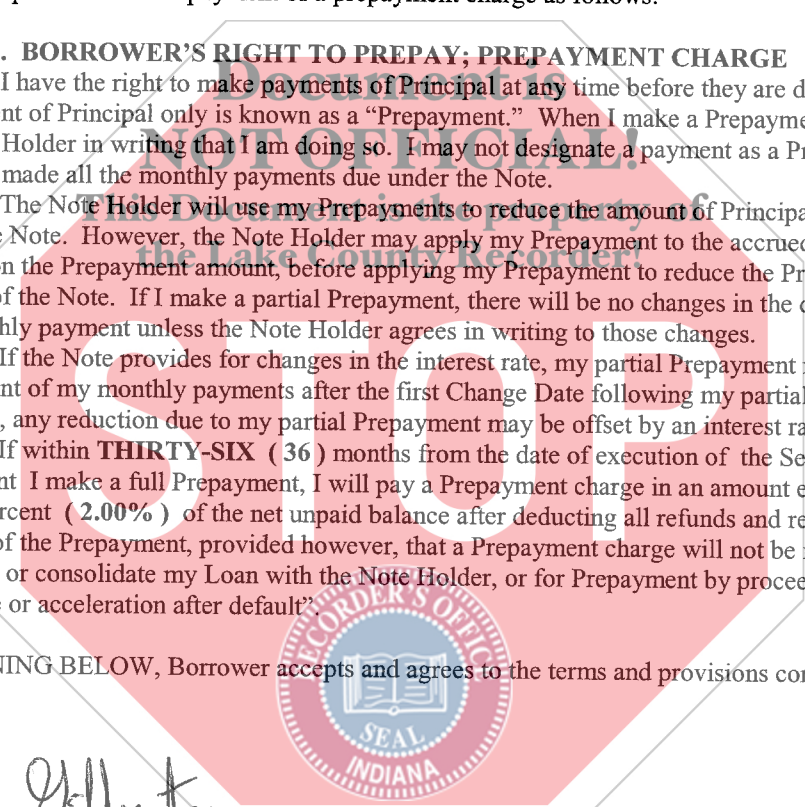 prepayment charge as follows:
. BORROWER'S RIGHT TO PREPAY; PREPAYMENT CHARGE
I have the right to make payments of Principal at any time before they are d
nt of Principal only is known as a "Prepayment." When I make a Prepayme
Holder in writing that I am doing so. I may not designate a payment as a Pr
made all the monthly payments due under the Note.
The Note Holder will use my Prepayments to reduce the amount of Principa
e Note. However, the Note Holder may apply my Prepayment to the accrued
n the Prepayment amount, before applying my Prepayment to reduce the Pr
of the Note. If I make a partial Prepayment, there will be no changes in the
hly payment unless the Note Holder agrees in writing to those changes.
If the Note provides for changes in the interest rate, my partial Prepayment
nt of my monthly payments after the first Change Date following my partial
, any reduction due to my partial Prepayment may be offset by an interest ra
If within THIRTY-SIX ( 36 ) months from the date of execution of the Se
nt I make a full Prepayment, I will pay a Prepayment charge in an amount e
rcent ( 2.00% ) of the net unpaid balance after deducting all refunds and re
of the Prepayment, provided however, that a Prepayment charge will not be
or consolidate my Loan with the Note Holder, or for Prepayment by procee
e or acceleration after default".
NING BELOW, Borrower accepts and agrees to the terms and provisions con
Document is
NOT OFFICIAL!
This Document is the property of
the Lake County Recorder!
STOP
RECORDER'S OFFIC
SEAL
INDIANA